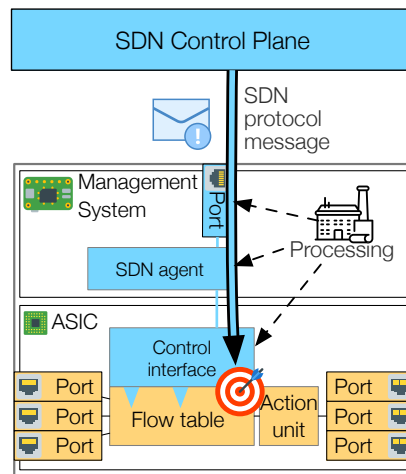 SDN Control Plane
SDN
protocol
message
Management
System
Port
SDN agent
Processing
ASIC
Control
interface
Port
Port
Port
Flow table
Action
unit
Port
Port
Port